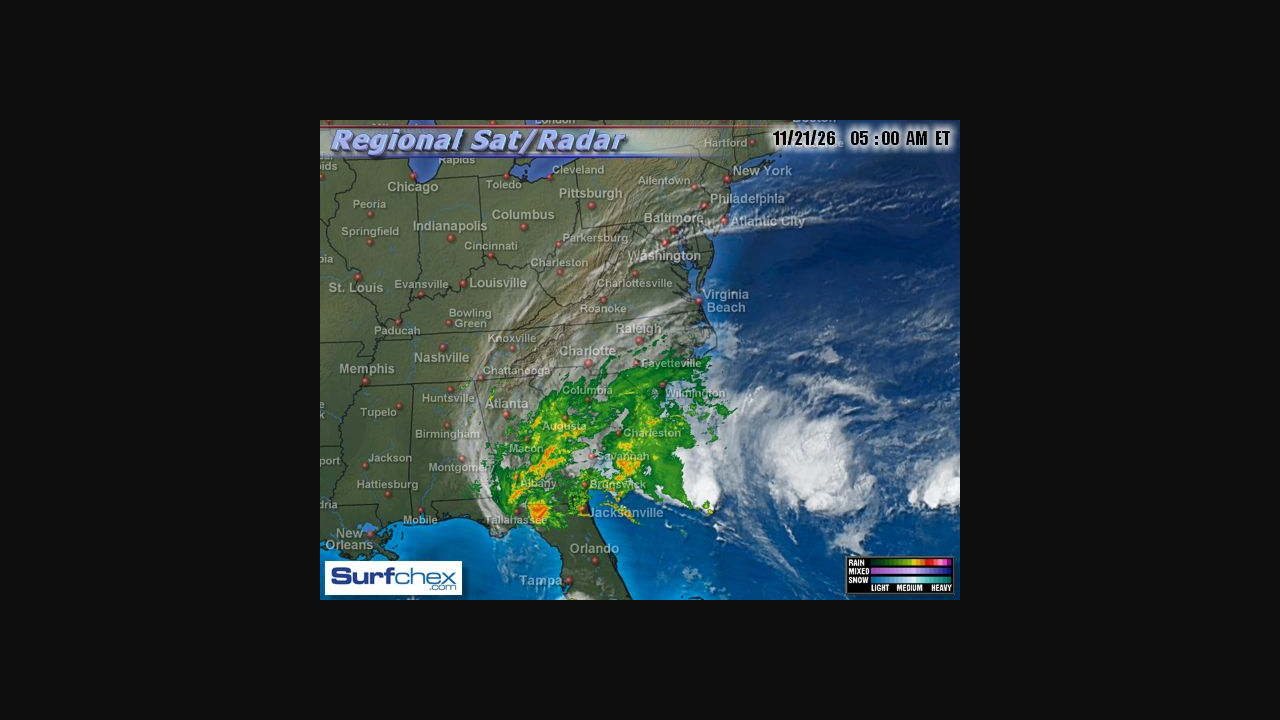 London
Boston
Regional Sat/Radar
11/21/26 05 : 00 AM ET
Hartford
Rapids
Cleveland
Chicago
Toledo
Allentown
New York
Pittsburgh
Philadelphia
Peoria
Columbus
Baltimore
Atlantic City
Springfield
Indianapolis
Parkersburg
Cincinnati
Washington
Charleston
St. Louis
Evansville
Louisville
Charlottesville
Virginia
Beach
Roanoke
Bowling
Green
Paducah
Raleigh
Knoxville
Nashville
Charlotte
Fayetteville
Memphis
Chattanooga
Huntsville
Columbia
Wilmington
Atlanta
Tupelo
Birmingham
Augusta
Charleston
Macon
Jackson
Montgomery
Savannah
Hattiesburg
Albany
Brunswick
Mobile
Tallahassee
Jacksonville
New
Orleans
Orlando
Tampa
Surfchex
.com
RAIN
MIXED
SNOW
LIGHT MEDIUM HEAVY